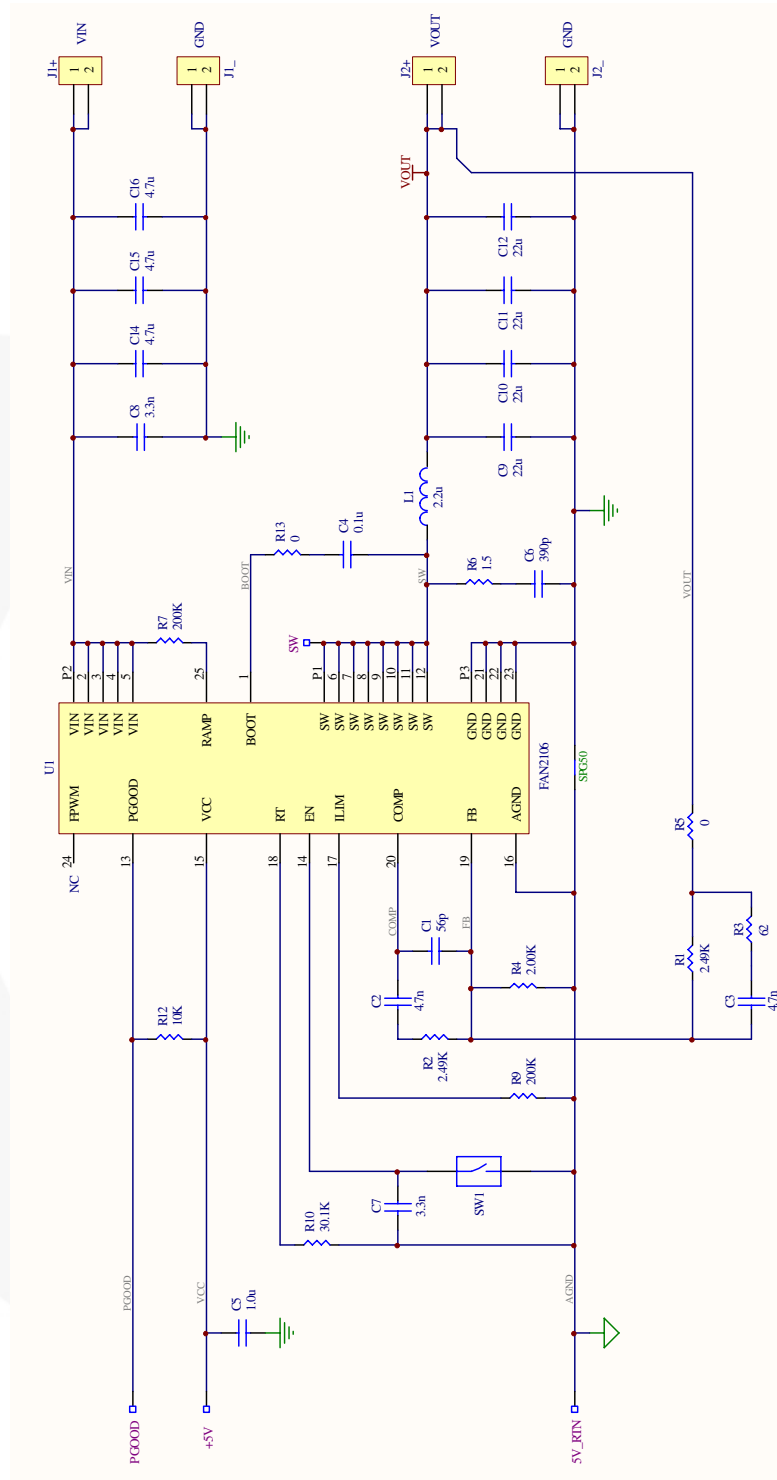 VIN
J1+
1
2
GND
J1_
1
2
VOUT
J2+
1
2
GND
J2_
1
2
C16
4.7u
C15
4.7u
C14
4.7u
C8
3.3n
VOUT
C12
22u
C11
22u
C10
22u
C9
22u
L1
2.2u
R13
0
C4
0.1u
R6
1.5
C6
390p
VIN
BOOT
SW
VOUT
R7
200K
SW
P2
2
3
4
5
25
1
P1
6
7
8
9
10
11
12
P3
21
22
23
U1
VIN
VIN
VIN
VIN
VIN
RAMP
BOOT
SW
SW
SW
SW
SW
SW
SW
SW
GND
GND
GND
GND
FPWM
PGOOD
VCC
RT
EN
ILIM
COMP
FB
AGND
FAN2106
SPG50
24
NC
13
15
18
14
17
20
19
16
R5
0
COMP
FB
C1
56p
C2
4.7n
R2
2.49K
R4
2.00K
R1
2.49K
R3
62
C3
4.7n
R12
10K
R9
200K
SW1
C7
3.3n
R10
30.1K
PGOOD
VCC
AGND
C5
1.0u
PGOOD
+5V
5V_RTN